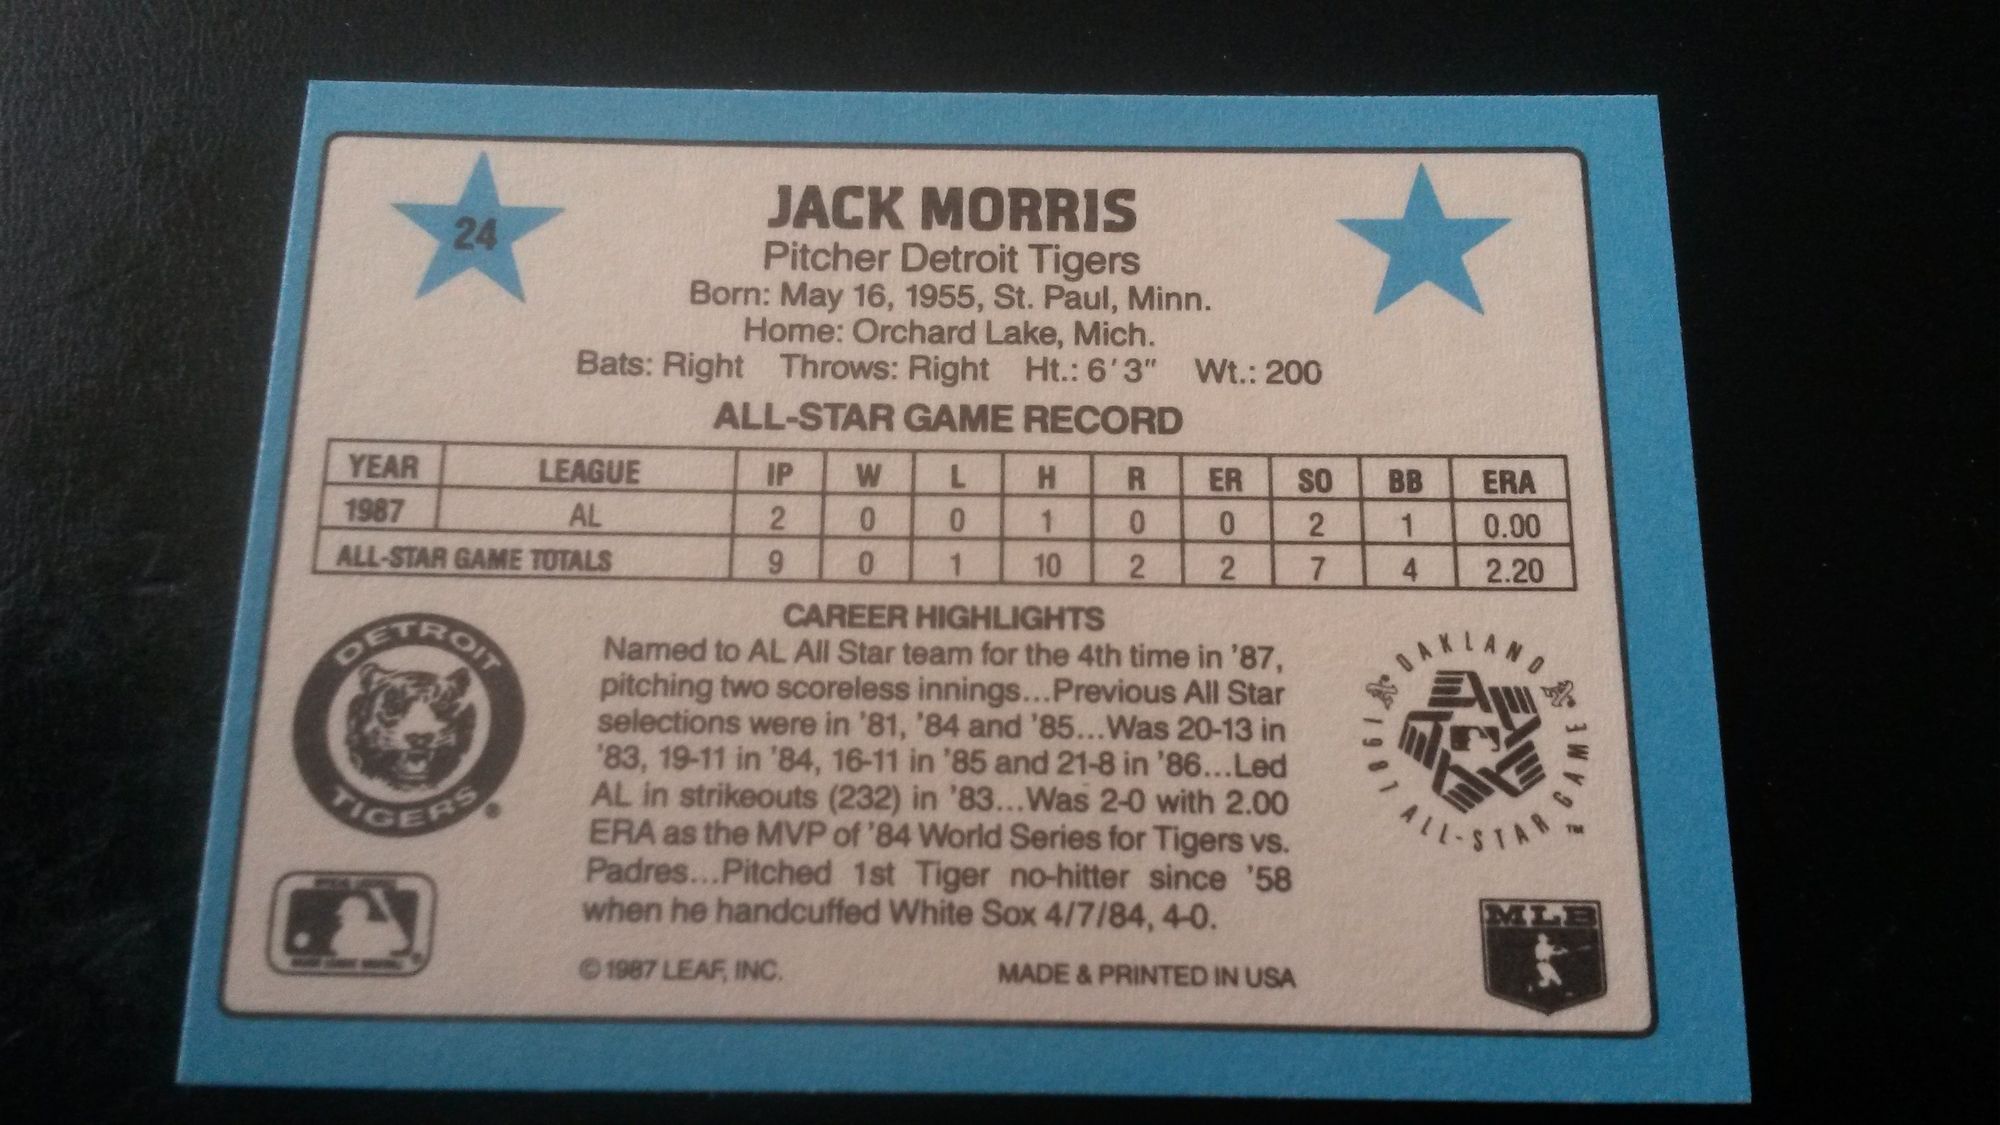 24
JACK MORRIS
Pitcher Detroit Tigers
Born: May 16, 1955, St. Paul, Minn.
Home: Orchard Lake, Mich.
Bats: Right Throws: Right Ht.: 6'3" Wt.: 200
ALL-STAR GAME RECORD
YEAR LEAGUE IP W L H R ER SO BB ERA
1987 AL 2 0 0 1 0 0 2 1 0.00
ALL-STAR GAME TOTALS 9 0 1 10 2 2 7 4 2.20
CAREER HIGHLIGHTS
Named to AL All Star team for the 4th time in '87,
pitching two scoreless innings...Previous All Star
selections were in '81, '84 and '85...Was 20-13 in
'83, 19-11 in '84, 16-11 in '85 and 21-8 in '86...Led
AL in strikeouts (232) in '83...Was 2-0 with 2.00
ERA as the MVP of '84 World Series for Tigers vs.
Padres...Pitched 1st Tiger no-hitter since '58
when he handcuffed White Sox 4/7/84, 4-0.
DETROIT
TIGERS ®
OAKLAND
1987 ALL-STAR GAME ™
MLB
© 1987 LEAF, INC. MADE & PRINTED IN USA